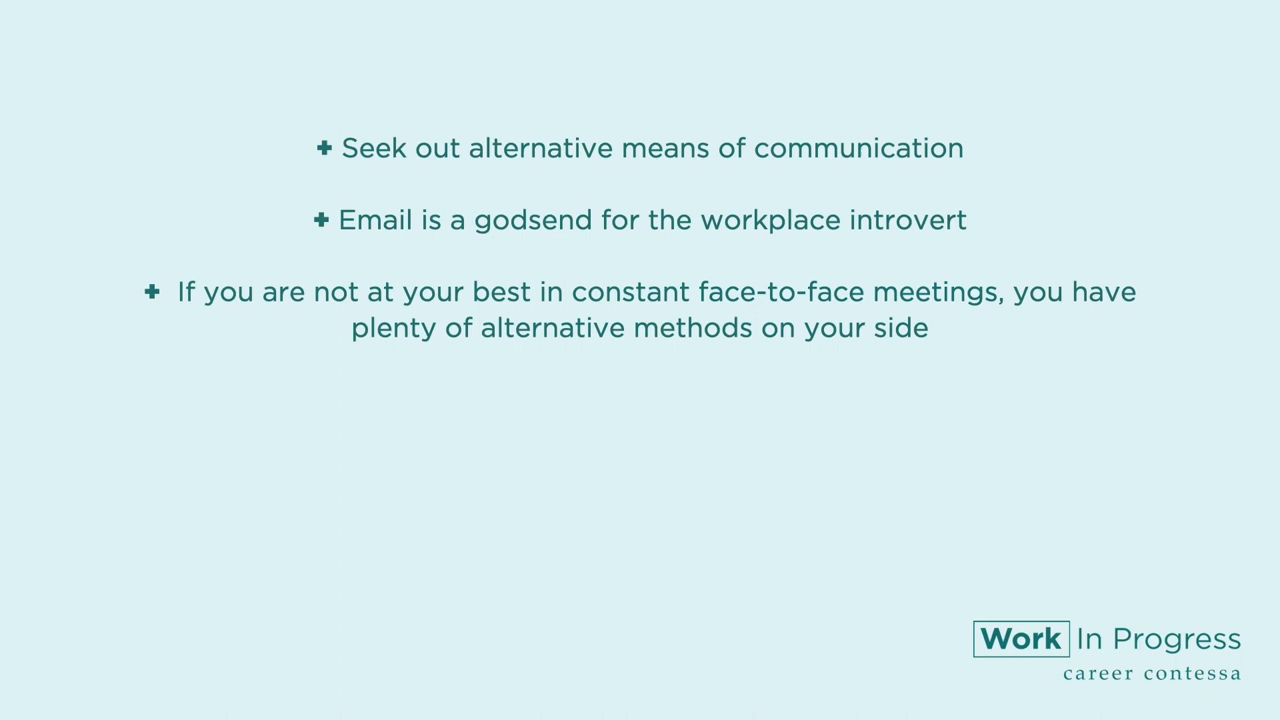 + Seek out alternative means of communication
+ Email is a godsend for the workplace introvert
+ If you are not at your best in constant face-to-face meetings, you have
plenty of alternative methods on your side
Work In Progress
career contessa